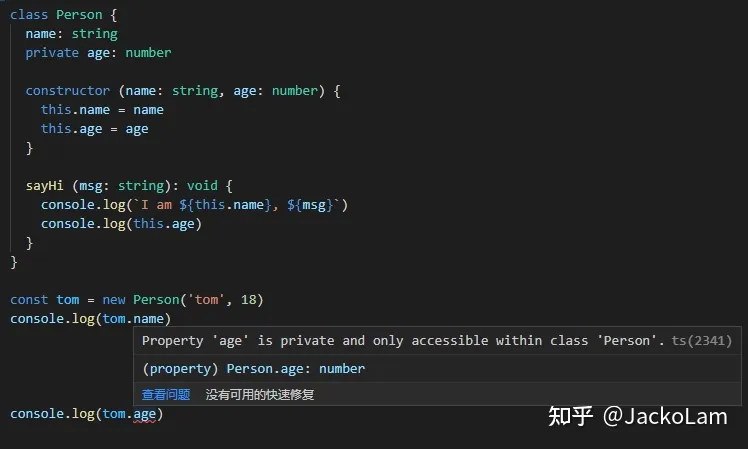 class Person {
name: string
private age: number
constructor (name: string, age: number) {
this.name = name
this.age = age
}
sayHi (msg: string): void {
console.log(`I am ${this.name}, ${msg}`)
console.log(this.age)
}
}
const tom = new Person('tom', 18)
console.log(tom.name)
Property 'age' is private and only accessible within class 'Person'. ts(2341)
(property) Person.age: number
查看问题 没有可用的快速修复
console.log(tom.age)
知乎 @JackoLam